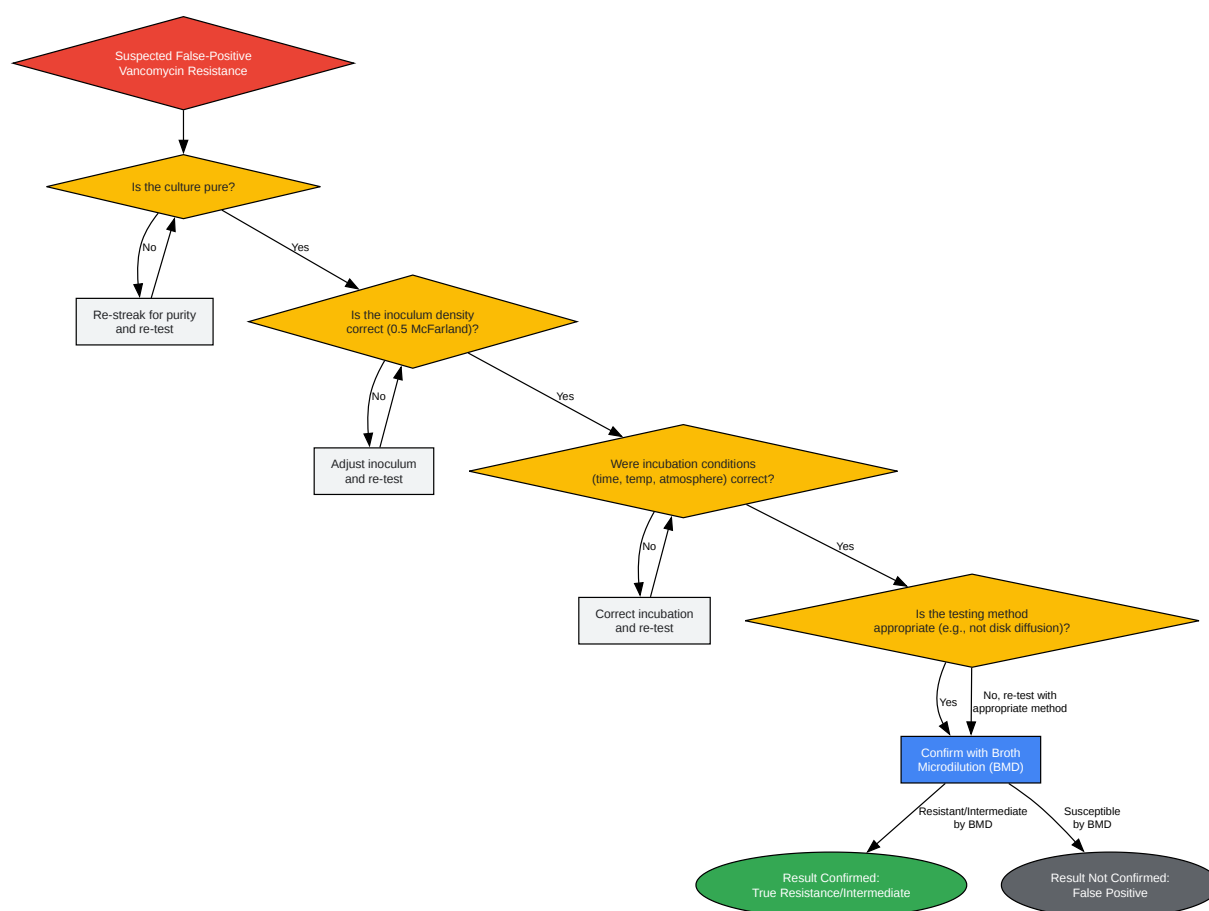 Suspected False-Positive
Vancomycin Resistance
Is the culture pure?
No
Yes
Re-streak for purity
and re-test
Is the inoculum density
correct (0.5 McFarland)?
No
Yes
Adjust inoculum
and re-test
Were incubation conditions
(time, temp, atmosphere) correct?
No
Yes
Correct incubation
and re-test
Is the testing method
appropriate (e.g., not disk diffusion)?
Yes
No, re-test with
appropriate method
Confirm with Broth
Microdilution (BMD)
Resistant/Intermediate
by BMD
Susceptible
by BMD
Result Confirmed:
True Resistance/Intermediate
Result Not Confirmed:
False Positive